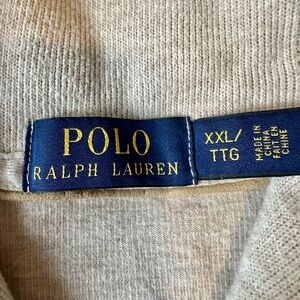 POLO
RALPH LAUREN
XXL/
TTG
MADE IN
CHINA
FAIT EN
CHINE